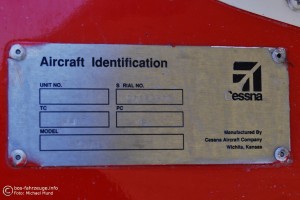 Aircraft Identification
UNIT NO.
S RIAL NO.
TC
PC
MODEL
essna
Manufactured By
Cessna Aircraft Company
Wichita, Kansas
© bos-fahrzeuge.info
Foto: Michael Mund